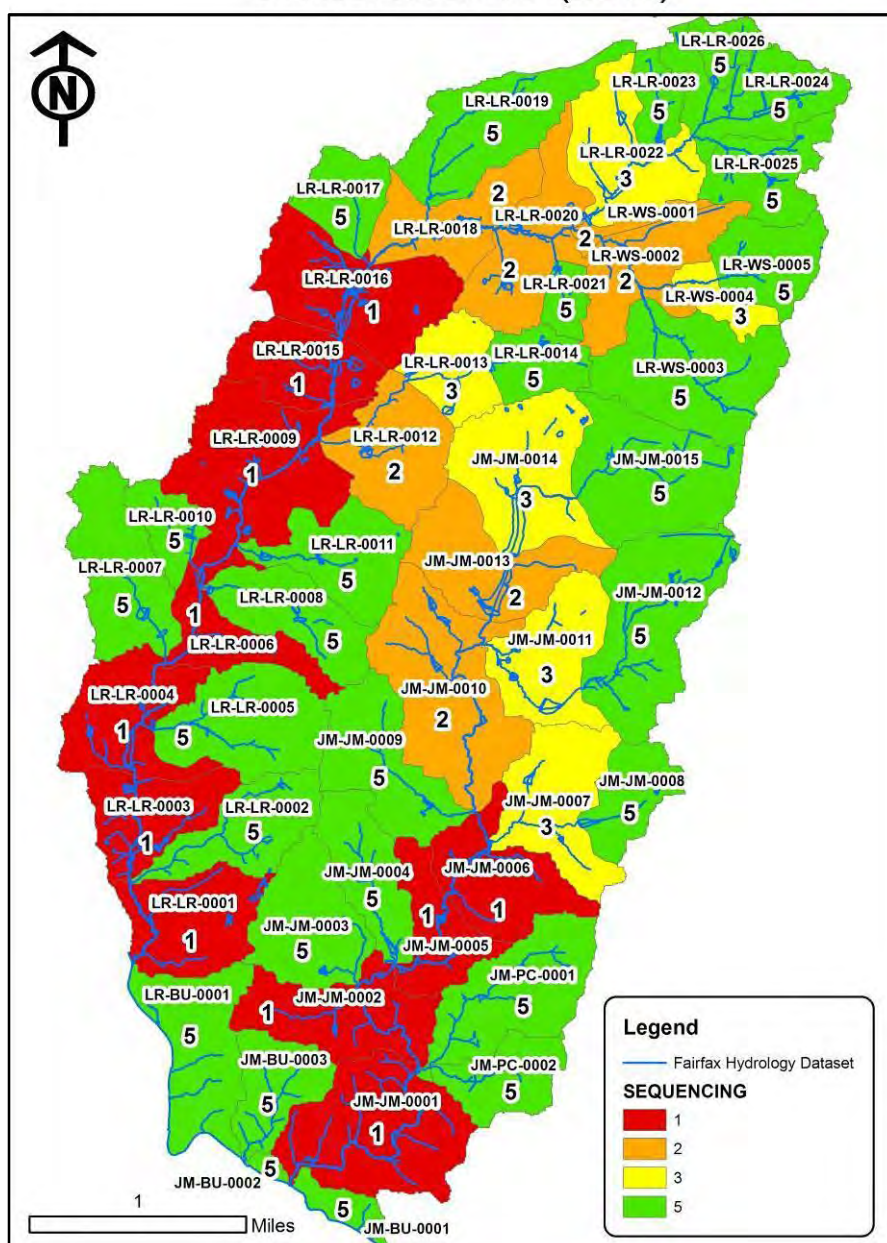 N
LR-LR-0026
5
LR-LR-0023
5
LR-LR-0024
5
LR-LR-0019
5
LR-LR-0022
3
LR-LR-0025
5
LR-LR-0017
5
2
LR-LR-0018
LR-LR-0020
2
LR-WS-0001
2
LR-LR-0021
5
LR-WS-0002
2
LR-WS-0005
5
LR-WS-0004
3
LR-LR-0016
1
LR-LR-0015
1
LR-LR-0013
3
LR-LR-0014
5
LR-WS-0003
5
LR-LR-0009
1
LR-LR-0012
2
JM-JM-0014
3
JM-JM-0015
5
LR-LR-0010
5
LR-LR-0007
5
LR-LR-0011
5
LR-LR-0008
5
JM-JM-0013
2
JM-JM-0012
5
1
LR-LR-0006
JM-JM-0011
3
LR-LR-0004
1
LR-LR-0005
5
JM-JM-0010
2
JM-JM-0009
5
JM-JM-0008
5
JM-JM-0007
3
LR-LR-0003
1
LR-LR-0002
5
JM-JM-0004
5
JM-JM-0006
1
LR-LR-0001
1
JM-JM-0003
5
1
JM-JM-0005
JM-PC-0001
5
LR-BU-0001
5
JM-JM-0002
1
JM-BU-0003
5
JM-PC-0002
5
JM-JM-0001
1
JM-BU-0002
5
5
JM-BU-0001
1
Miles
Legend
Fairfax Hydrology Dataset
SEQUENCING
1
2
3
5